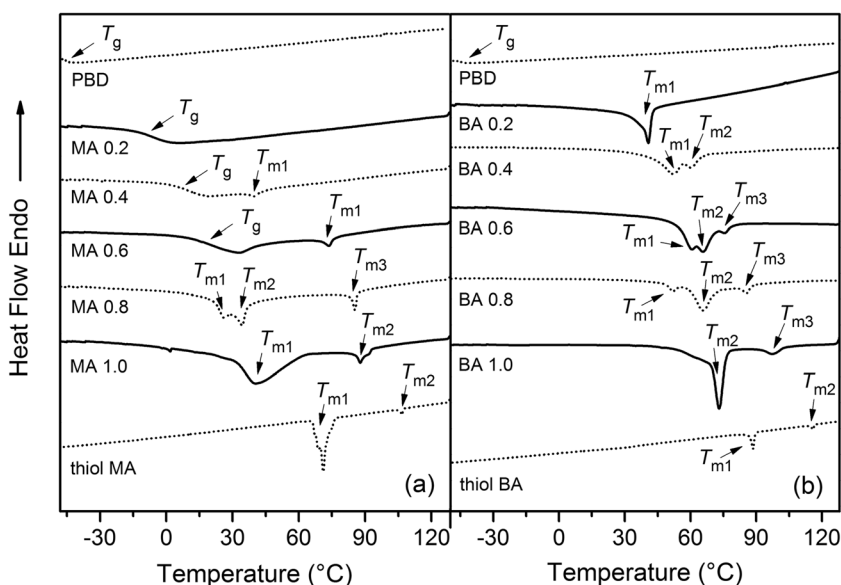 Heat Flow Endo
Tg
PBD
Tg
MA 0.2
Tg
Tm1
MA 0.4
Tg
Tm1
MA 0.6
Tm1
Tm2
Tm3
MA 0.8
Tm1
Tm2
MA 1.0
Tm1
Tm2
thiol MA
(a)
-30 0 30 60 90 120
Temperature (°C)
Tg
PBD
Tm1
BA 0.2
Tm1
Tm2
BA 0.4
Tm1
Tm2
Tm3
BA 0.6
Tm1
Tm2
Tm3
BA 0.8
Tm2
Tm3
BA 1.0
Tm1
Tm2
thiol BA
(b)
-30 0 30 60 90 120
Temperature (°C)